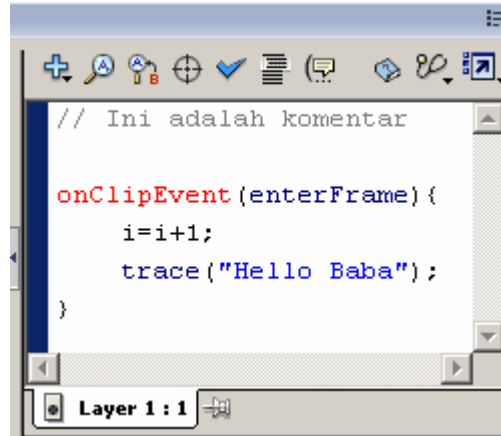 // Ini adalah komentar
onClipEvent(enterFrame){
i=i+1;
trace("Hello Baba");
}
Layer 1 : 1